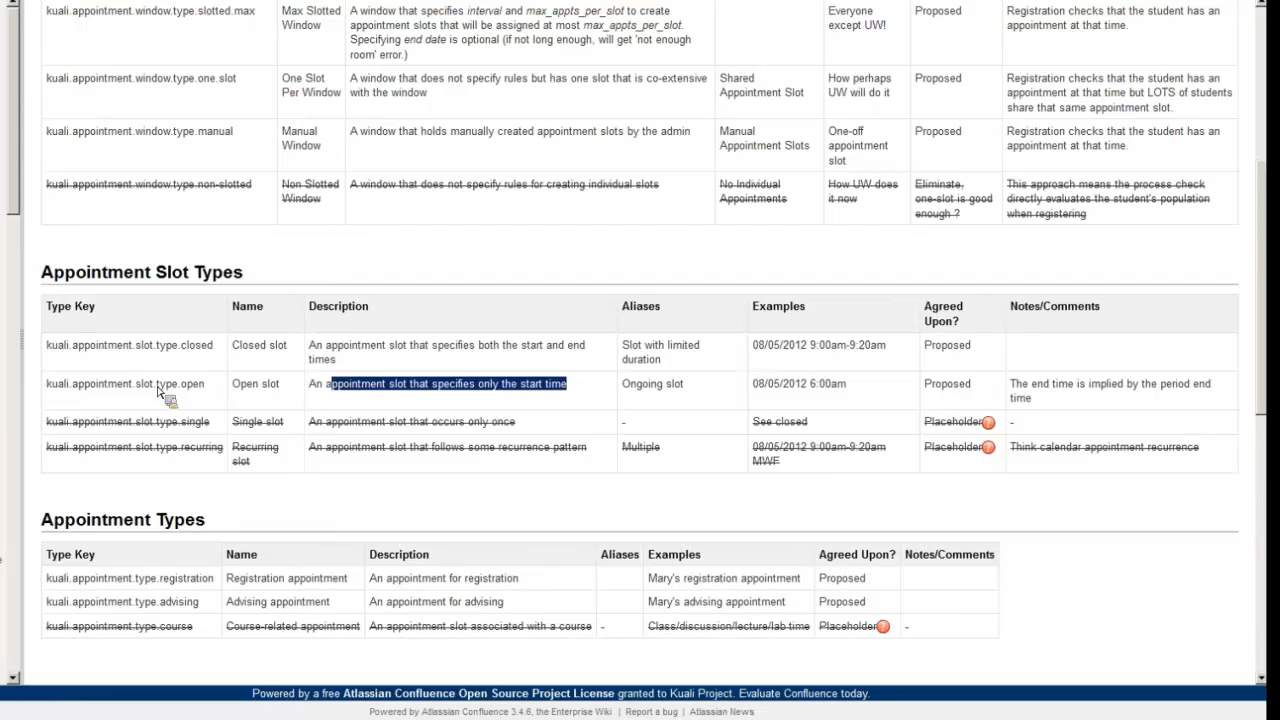 kuali.appointment.window.type.slotted.max Max Slotted Window A window that specifies interval and max_appts_per_slot to create appointment slots that will be assigned at most max_appts_per_slot. Specifying end date is optional (if not long enough, will get 'not enough room' error.) Everyone except UW! Proposed Registration checks that the student has an appointment at that time.
kuali.appointment.window.type.one.slot One Slot Per Window A window that does not specify rules but has one slot that is co-extensive with the window Shared Appointment Slot How perhaps UW will do it Proposed Registration checks that the student has an appointment at that time but LOTS of students share that same appointment slot.
kuali.appointment.window.type.manual Manual Window A window that holds manually created appointment slots by the admin Manual Appointment Slots One-off appointment slot Proposed Registration checks that the student has an appointment at that time.
kuali.appointment.window.type.non-slotted Non Slotted Window A window that does not specify rules for creating individual slots No Individual Appointments How UW does it now Eliminate, one-slot is good enough ? This approach means the process check directly evaluates the student's population when registering
Appointment Slot Types
Type Key Name Description Aliases Examples Agreed Upon? Notes/Comments
kuali.appointment.slot.type.closed Closed slot An appointment slot that specifies both the start and end times Slot with limited duration 08/05/2012 9:00am-9:20am Proposed
kuali.appointment.slot.type.open Open slot An appointment slot that specifies only the start time Ongoing slot 08/05/2012 6:00am Proposed The end time is implied by the period end time
kuali.appointment.slot.type.single Single slot An appointment slot that occurs only once - See closed Placeholder -
kuali.appointment.slot.type.recurring Recurring slot An appointment slot that follows some recurrence pattern Multiple 08/05/2012 9:00am-9:20am MWF Placeholder Think calendar appointment recurrence
Appointment Types
Type Key Name Description Aliases Examples Agreed Upon? Notes/Comments
kuali.appointment.type.registration Registration appointment An appointment for registration Mary's registration appointment Proposed
kuali.appointment.type.advising Advising appointment An appointment for advising Mary's advising appointment Proposed
kuali.appointment.type.course Course-related appointment An appointment slot associated with a course - Class/discussion/lecture/lab time Placeholder -
Powered by a free Atlassian Confluence Open Source Project License granted to Kuali Project. Evaluate Confluence today.
Powered by Atlassian Confluence 3.4.6, the Enterprise Wiki | Report a bug | Atlassian News